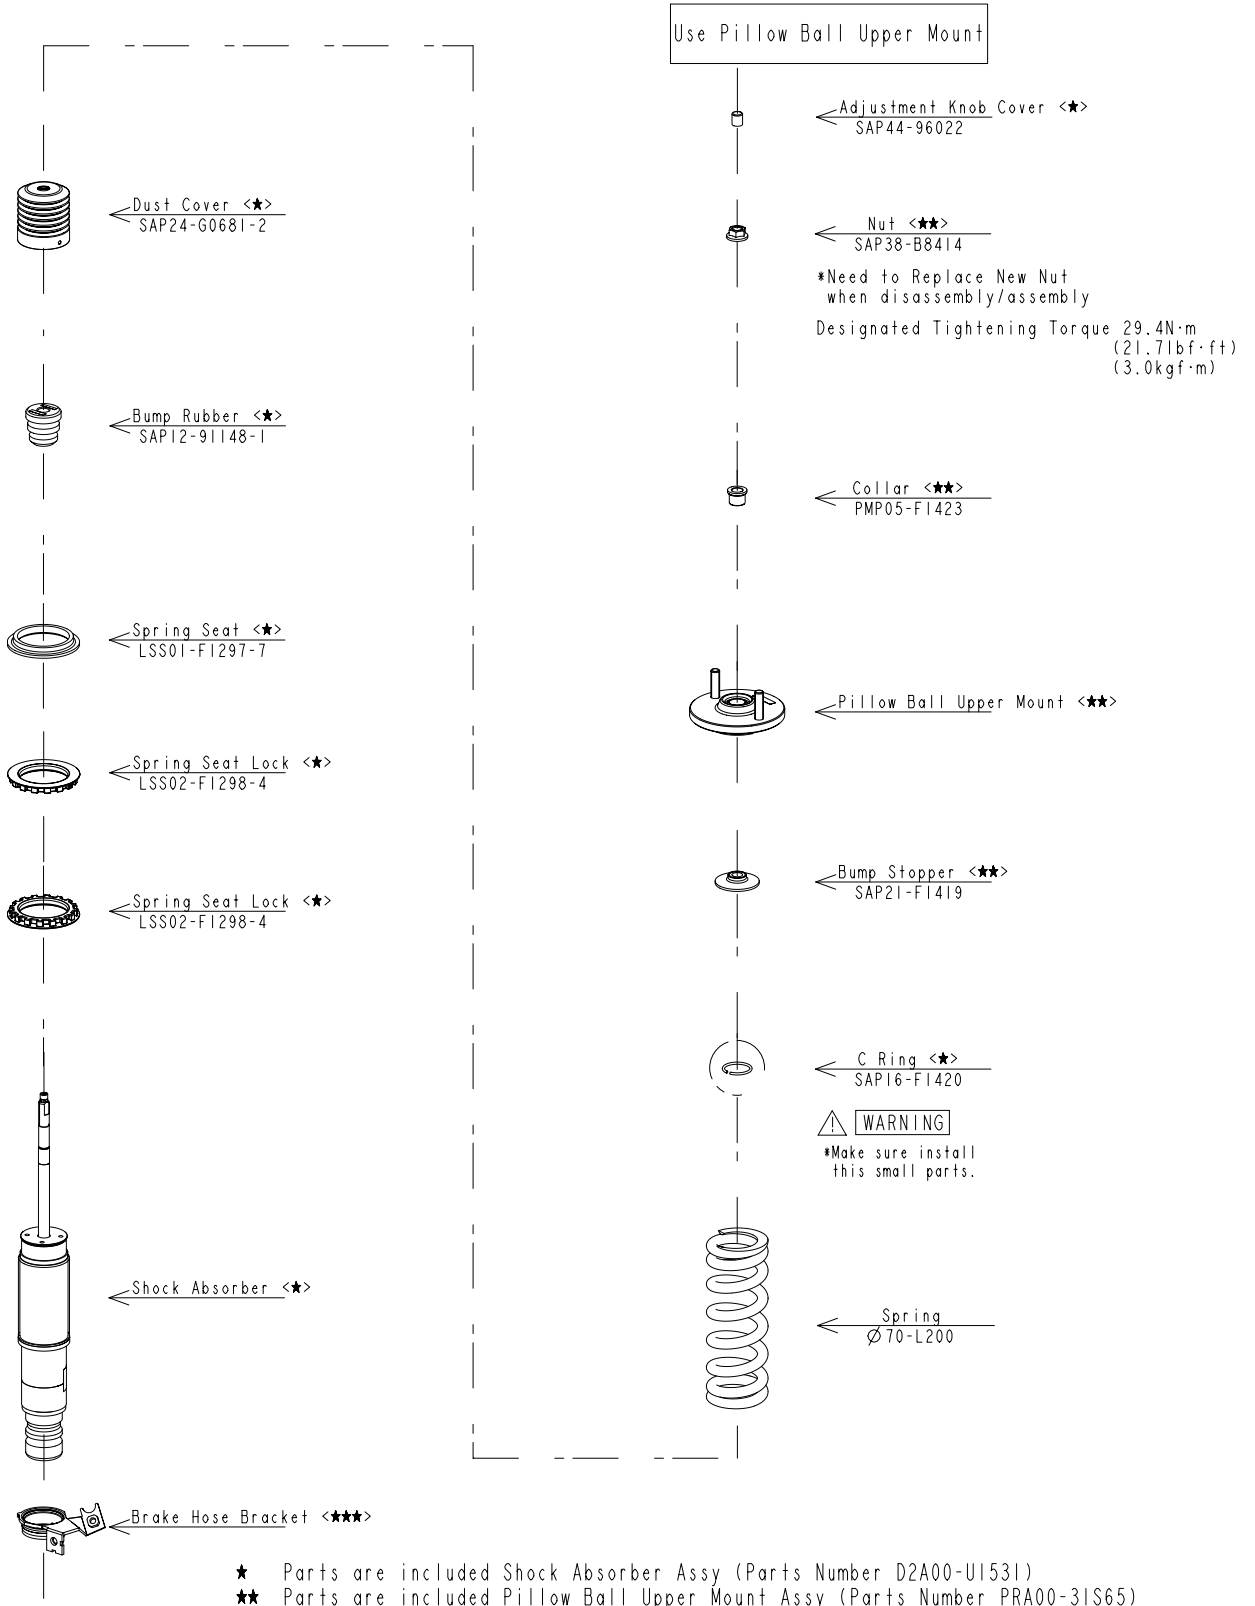 Use Pillow Ball Upper Mount
Adjustment Knob Cover <★>
SAP44-96022
Dust Cover <★>
SAP24-G0681-2
Nut <★★>
SAP38-B8414
*Need to Replace New Nut
when disassembly/assembly
Designated Tightening Torque 29.4N·m
(21.7lbf·ft)
(3.0kgf·m)
Bump Rubber <★>
SAP12-91148-1
Collar <★★>
PMP05-F1423
Spring Seat <★>
LSS01-F1297-7
Pillow Ball Upper Mount <★★>
Spring Seat Lock <★>
LSS02-F1298-4
Bump Stopper <★★>
SAP21-F1419
Spring Seat Lock <★>
LSS02-F1298-4
C Ring <★>
SAP16-F1420
WARNING
*Make sure install
this small parts.
Shock Absorber <★>
Spring
Ø70-L200
Brake Hose Bracket <★★★>
★ Parts are included Shock Absorber Assy (Parts Number D2A00-U1531)
★★ Parts are included Pillow Ball Upper Mount Assy (Parts Number PRA00-31S65)